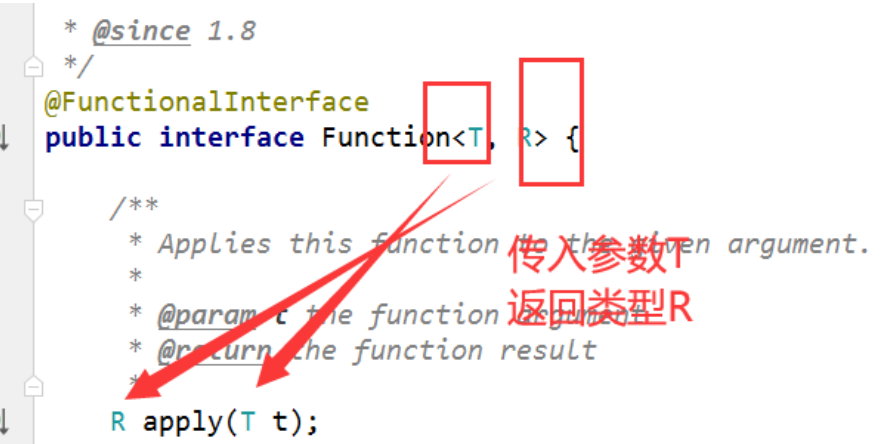 * @since 1.8
*/
@FunctionalInterface
public interface Function<T, R> {
/**
* Applies this function to the given argument.
*
* @param t the function argument
* @return the function result
*
R apply(T t);
传入参数T
返回类型R